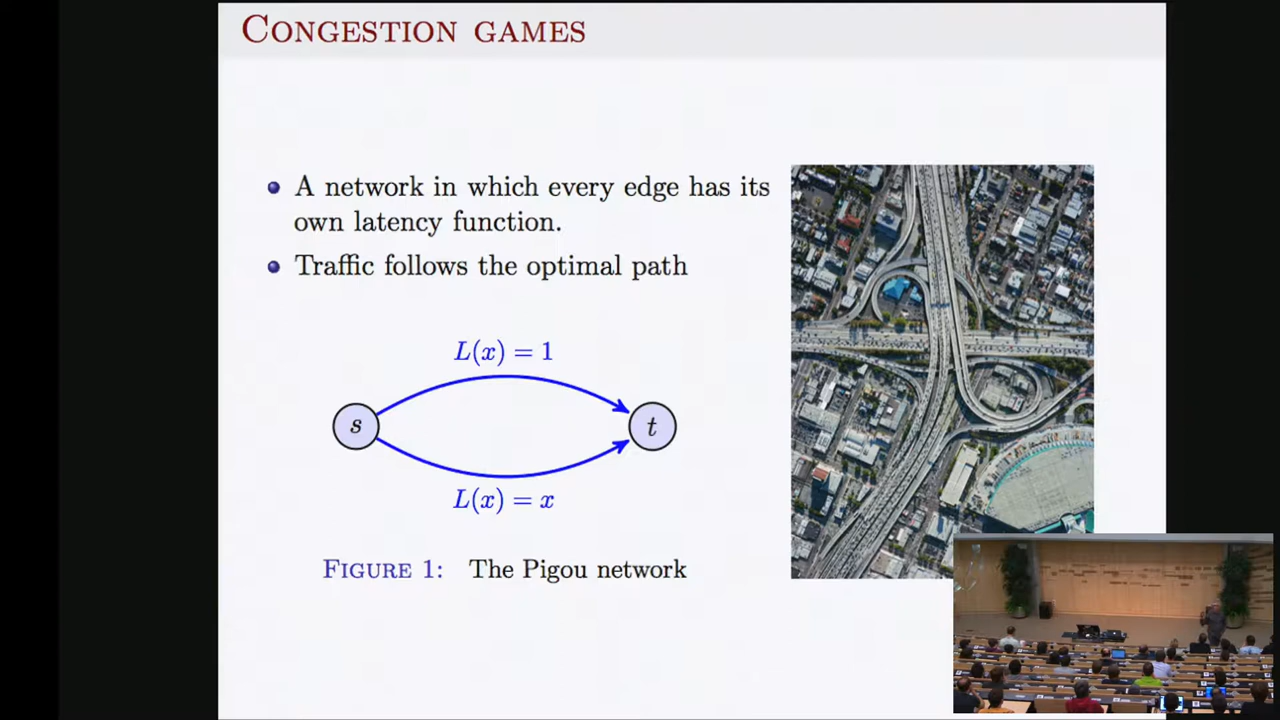 CONGESTION GAMES
A network in which every edge has its
own latency function.
Traffic follows the optimal path
L(x) = 1
s
t
L(x) = x
FIGURE 1: The Pigou network